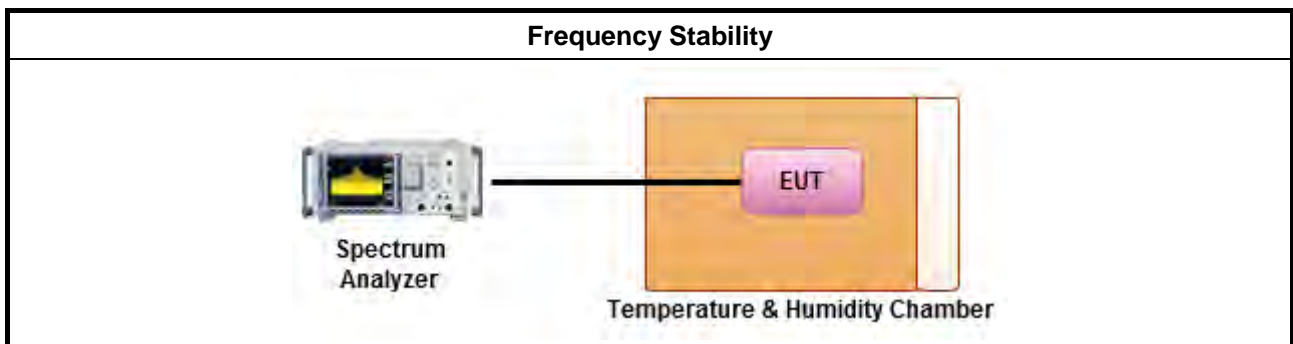 Frequency Stability
EUT
Spectrum
Analyzer
Temperature & Humidity Chamber